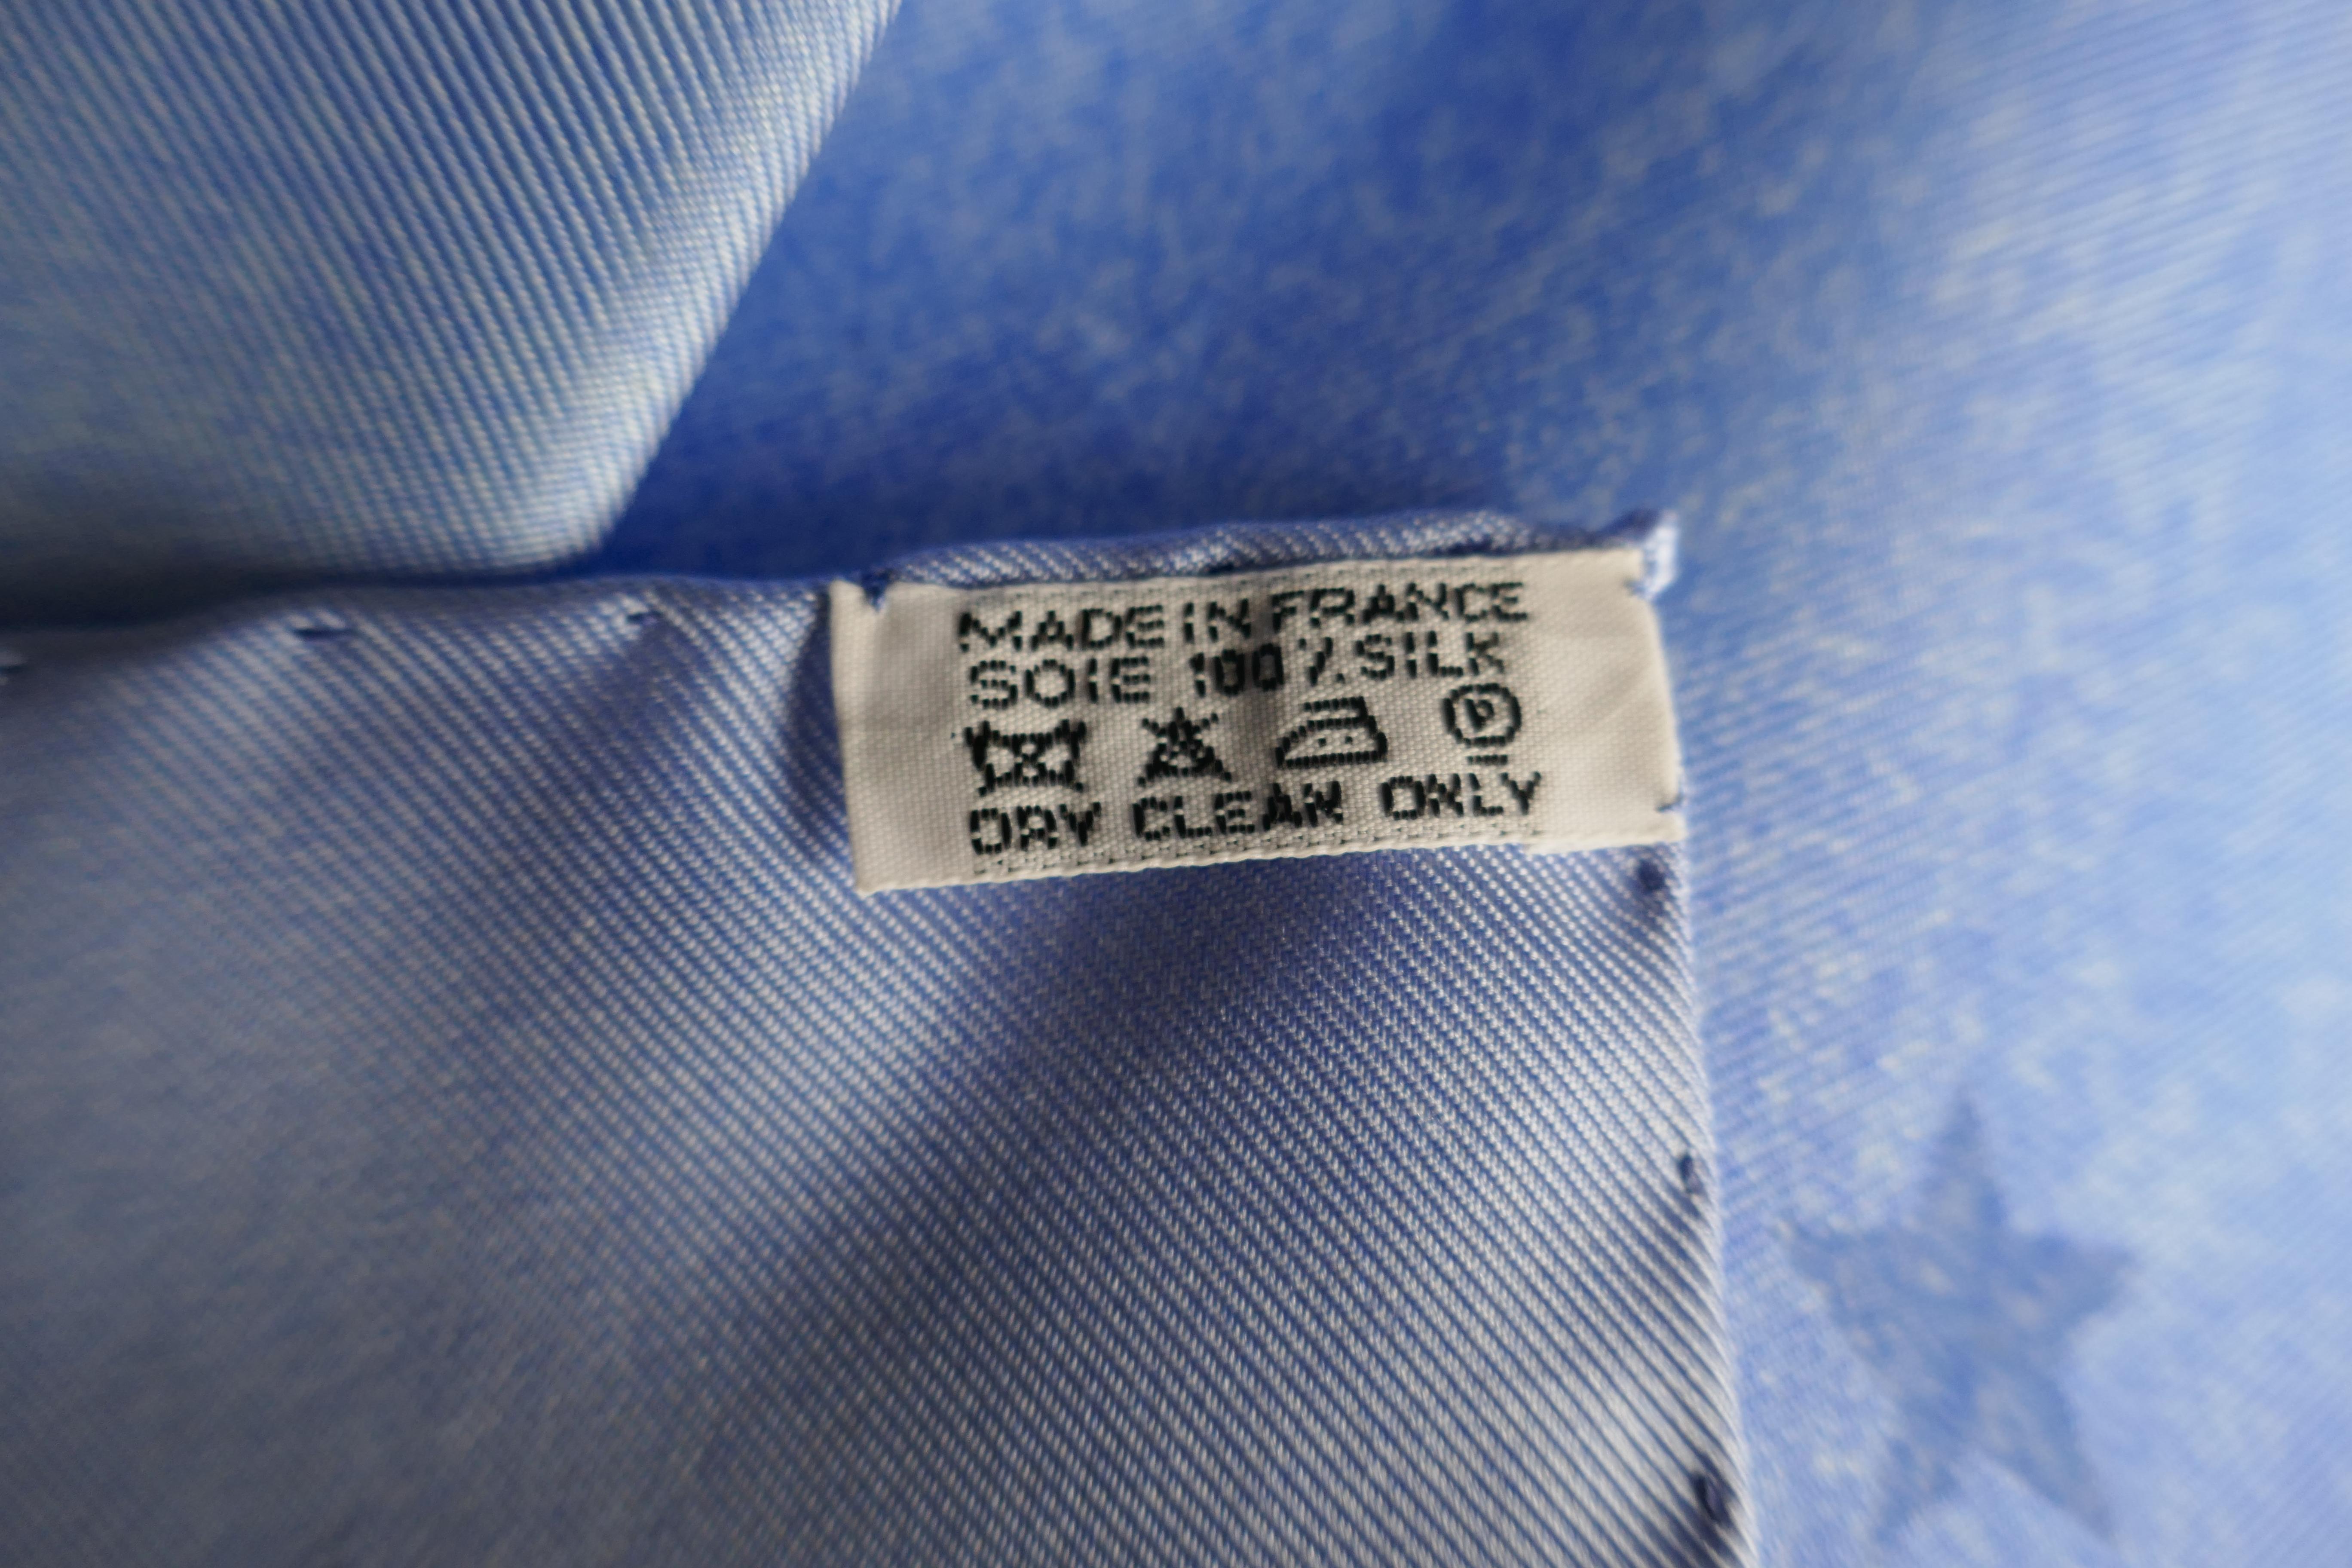 MADE IN FRANCE
SOIE 100% SILK
P
DRY CLEAN ONLY